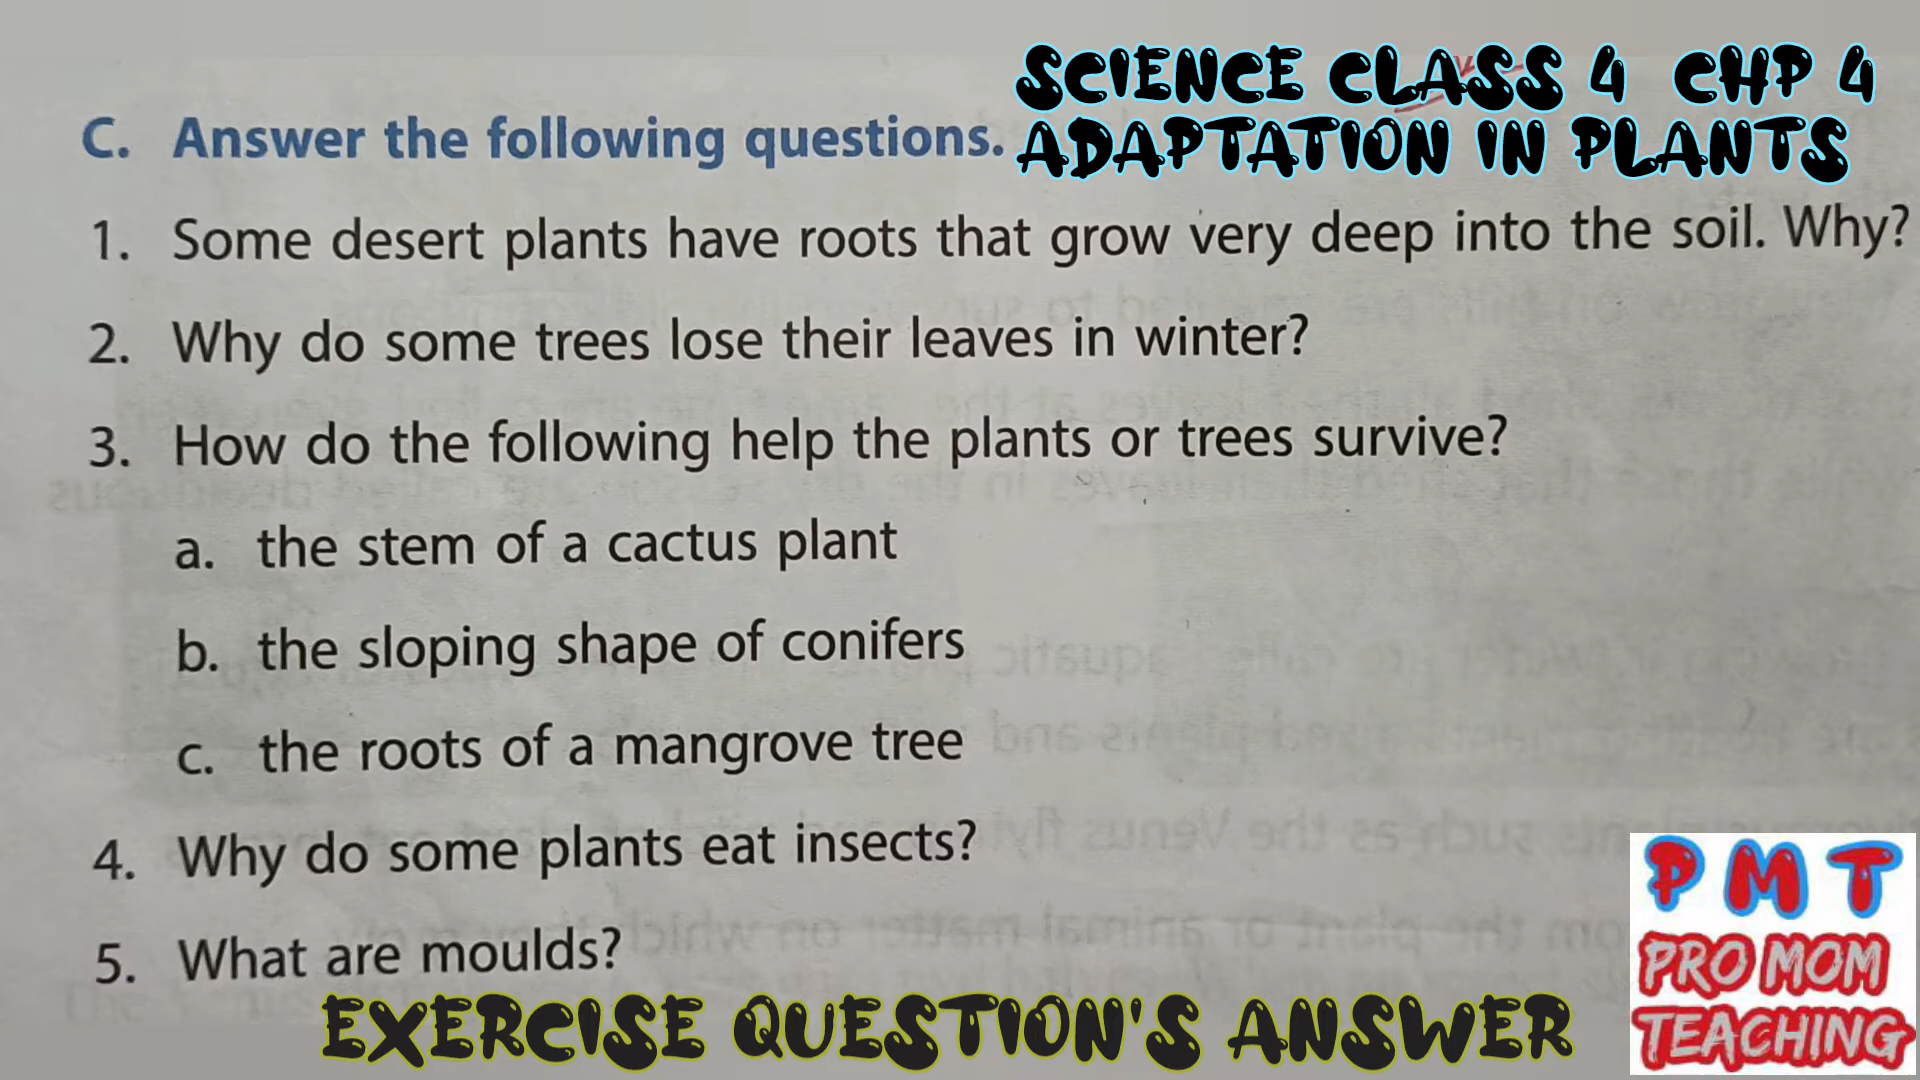 SCIENCE CLASS 4 CHP 4
ADAPTATION IN PLANTS
C. Answer the following questions.
1. Some desert plants have roots that grow very deep into the soil. Why?
2. Why do some trees lose their leaves in winter?
3. How do the following help the plants or trees survive?
a. the stem of a cactus plant
b. the sloping shape of conifers
c. the roots of a mangrove tree
4. Why do some plants eat insects?
5. What are moulds?
EXERCISE QUESTION'S ANSWER
PMT
PRO MOM
TEACHING